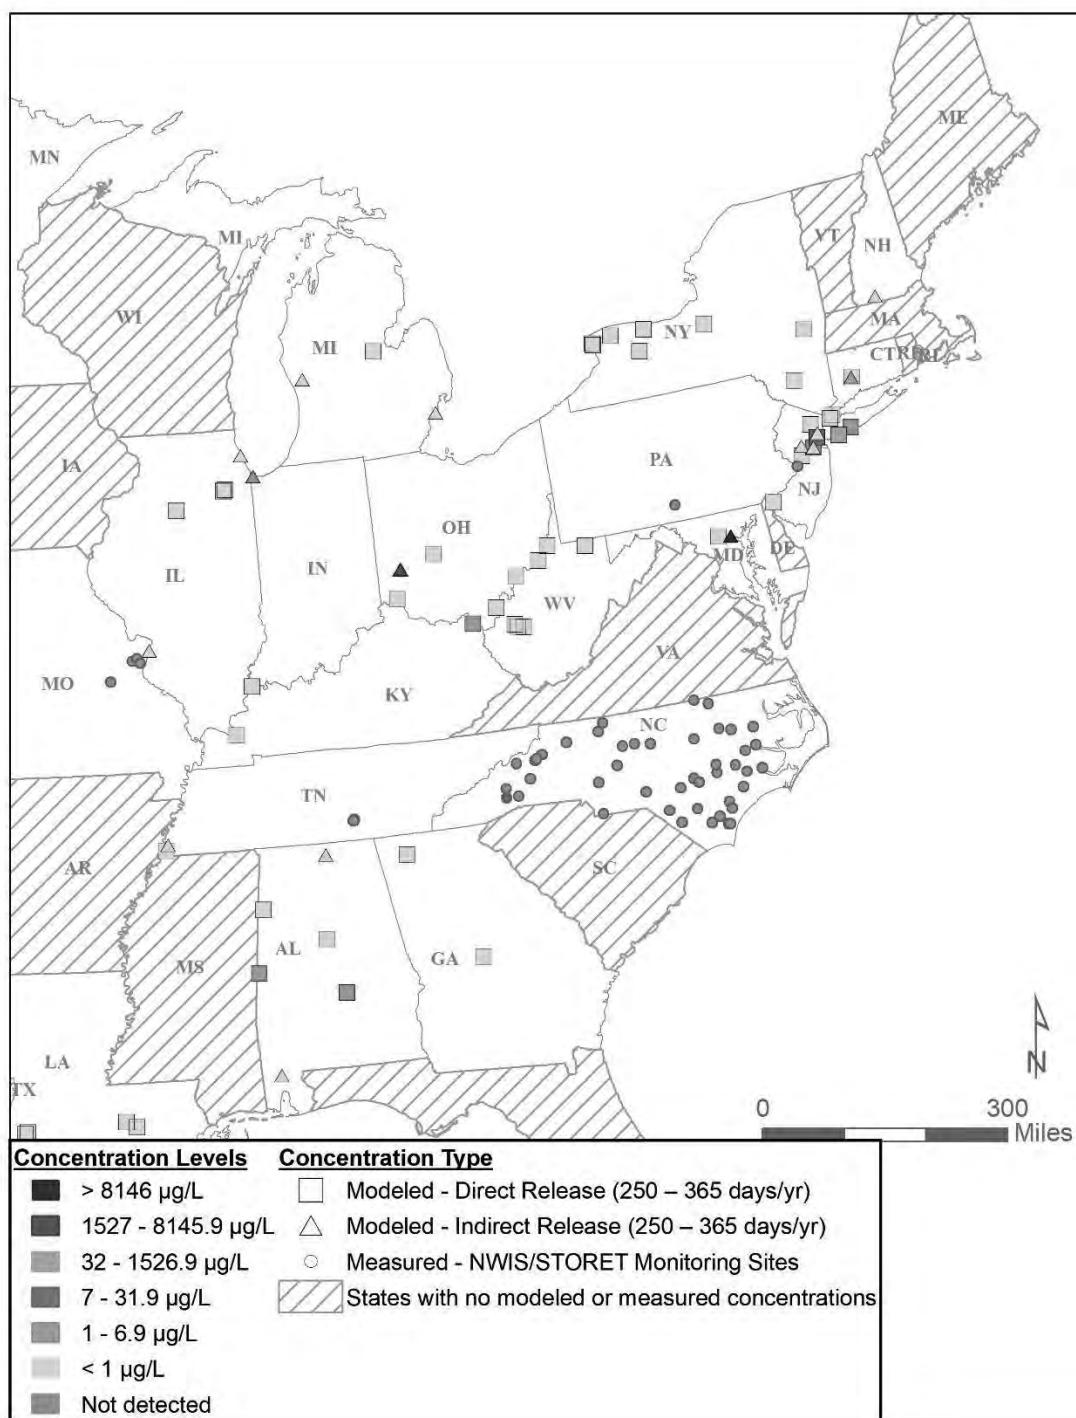 ME
MN
MI
VT
NH
WI
MA
MI
NY
CT
RI
IA
PA
NJ
OH
MD
DE
IL
IN
WV
VA
MO
KY
NC
TN
AR
SC
MS
AL
GA
LA
TX
N
0 300
Miles
Concentration Levels
> 8146 µg/L
1527 - 8145.9 µg/L
32 - 1526.9 µg/L
7 - 31.9 µg/L
1 - 6.9 µg/L
< 1 µg/L
Not detected
Concentration Type
Modeled - Direct Release (250 – 365 days/yr)
Modeled - Indirect Release (250 – 365 days/yr)
Measured - NWIS/STORET Monitoring Sites
States with no modeled or measured concentrations